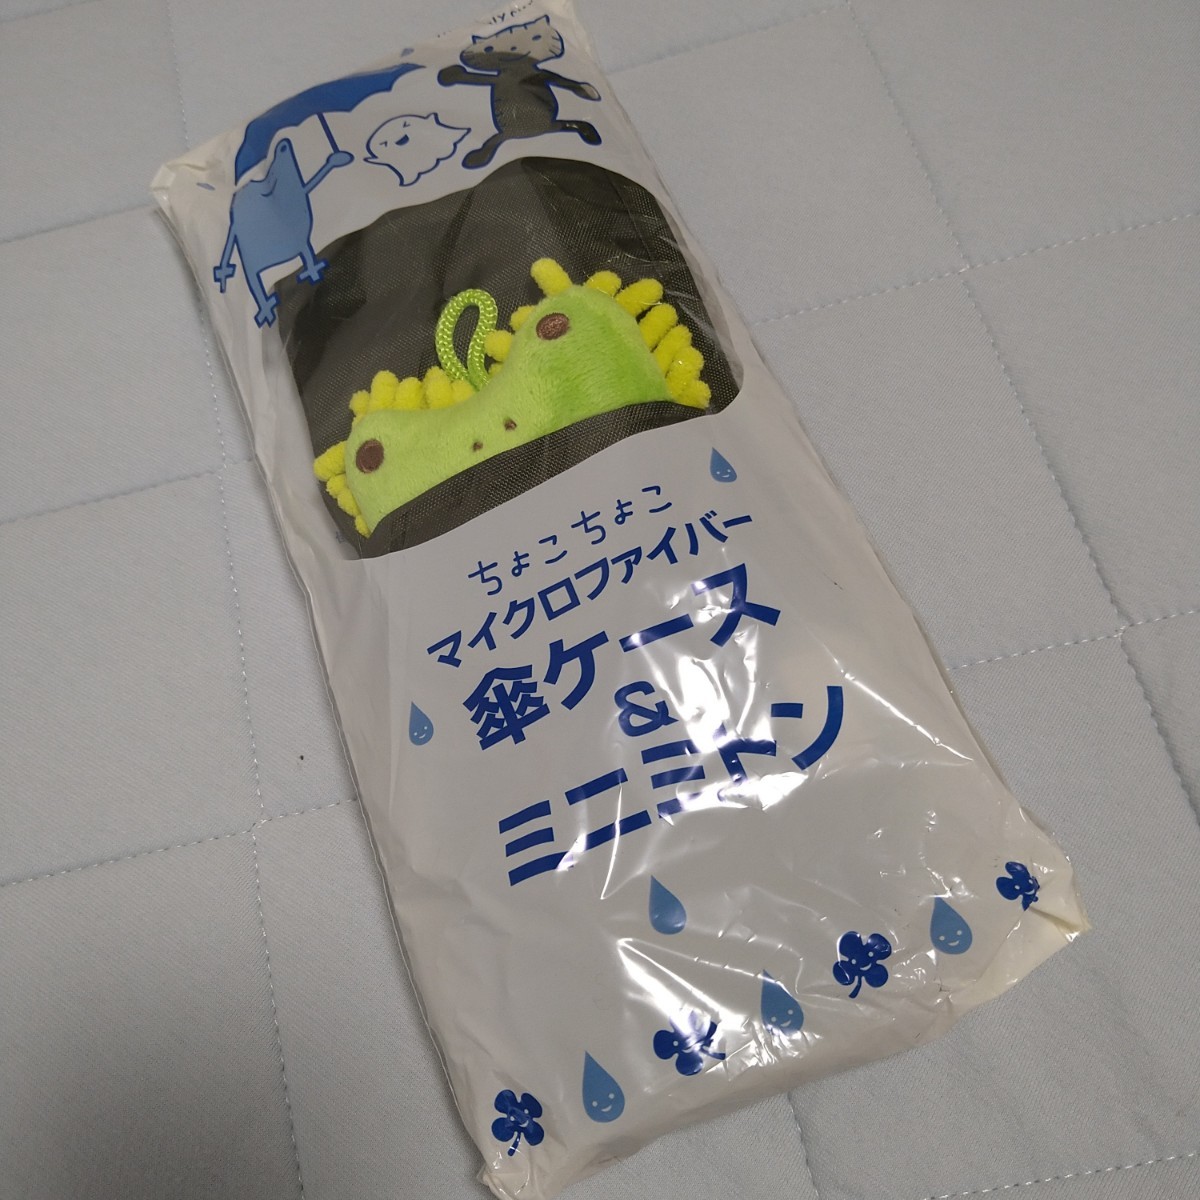 ちょこちょこ
マイクロファイバー
傘ケース
&
ミニミトン